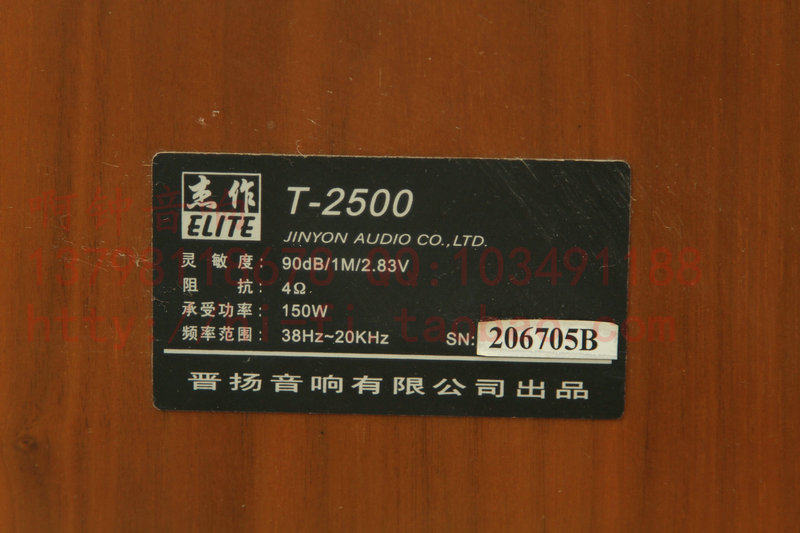 杰作
ELITE
T-2500
JINYON AUDIO CO.,LTD.
灵敏度: 90dB/1M/2.83V
阻抗: 4Ω
承受功率: 150W
频率范围: 38Hz~20KHz
SN: 206705B
晋扬音响有限公司出品
QQ:103491188